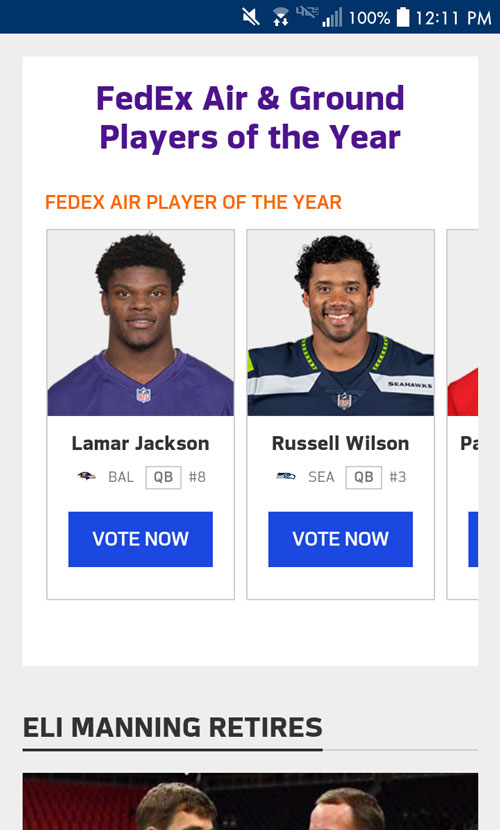 100% 12:11 PM
FedEx Air & Ground
Players of the Year
FEDEX AIR PLAYER OF THE YEAR
SEAHAWKS
Lamar Jackson
BAL QB #8
VOTE NOW
Russell Wilson
SEA QB #3
VOTE NOW
Pa
ELI MANNING RETIRES